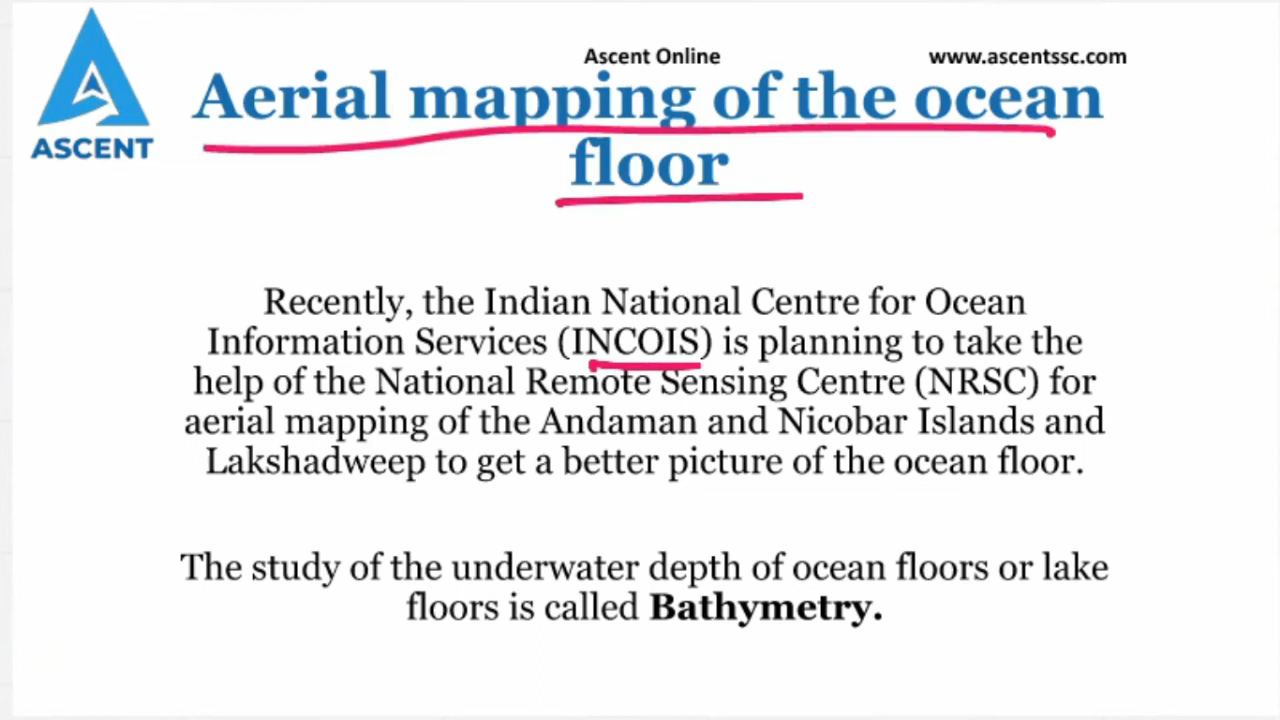 Ascent Online www.ascentssc.com
ASCENT
Aerial mapping of the ocean
floor
Recently, the Indian National Centre for Ocean
Information Services (INCOIS) is planning to take the
help of the National Remote Sensing Centre (NRSC) for
aerial mapping of the Andaman and Nicobar Islands and
Lakshadweep to get a better picture of the ocean floor.
The study of the underwater depth of ocean floors or lake
floors is called Bathymetry.